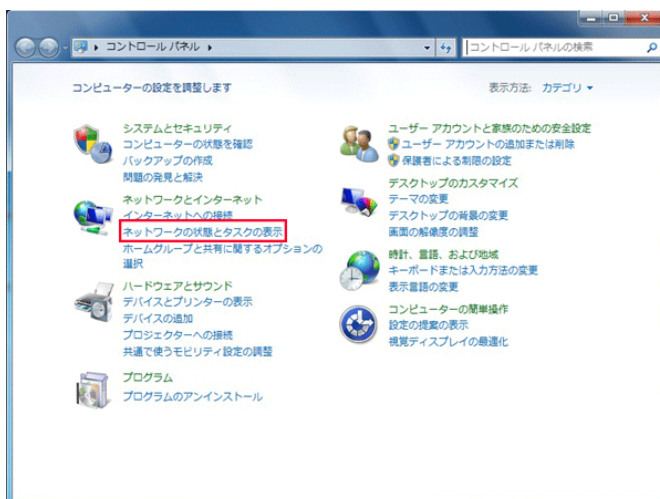 コントロール パネル
コントロール パネルの検索
コンピューターの設定を調整します
表示方法: カテゴリ
システムとセキュリティ
コンピューターの状態を確認
バックアップの作成
問題の発見と解決
ネットワークとインターネット
インターネットへの接続
ネットワークの状態とタスクの表示
ホームグループと共有に関するオプションの
選択
ハードウェアとサウンド
デバイスとプリンターの表示
デバイスの追加
プロジェクターへの接続
共通で使うモビリティ設定の調整
プログラム
プログラムのアンインストール
ユーザー アカウントと家族のための安全設定
ユーザー アカウントの追加または削除
保護者による制限の設定
デスクトップのカスタマイズ
テーマの変更
デスクトップの背景の変更
画面の解像度の調整
時計、言語、および地域
キーボードまたは入力方法の変更
表示言語の変更
コンピューターの簡単操作
設定の提案の表示
視覚ディスプレイの最適化